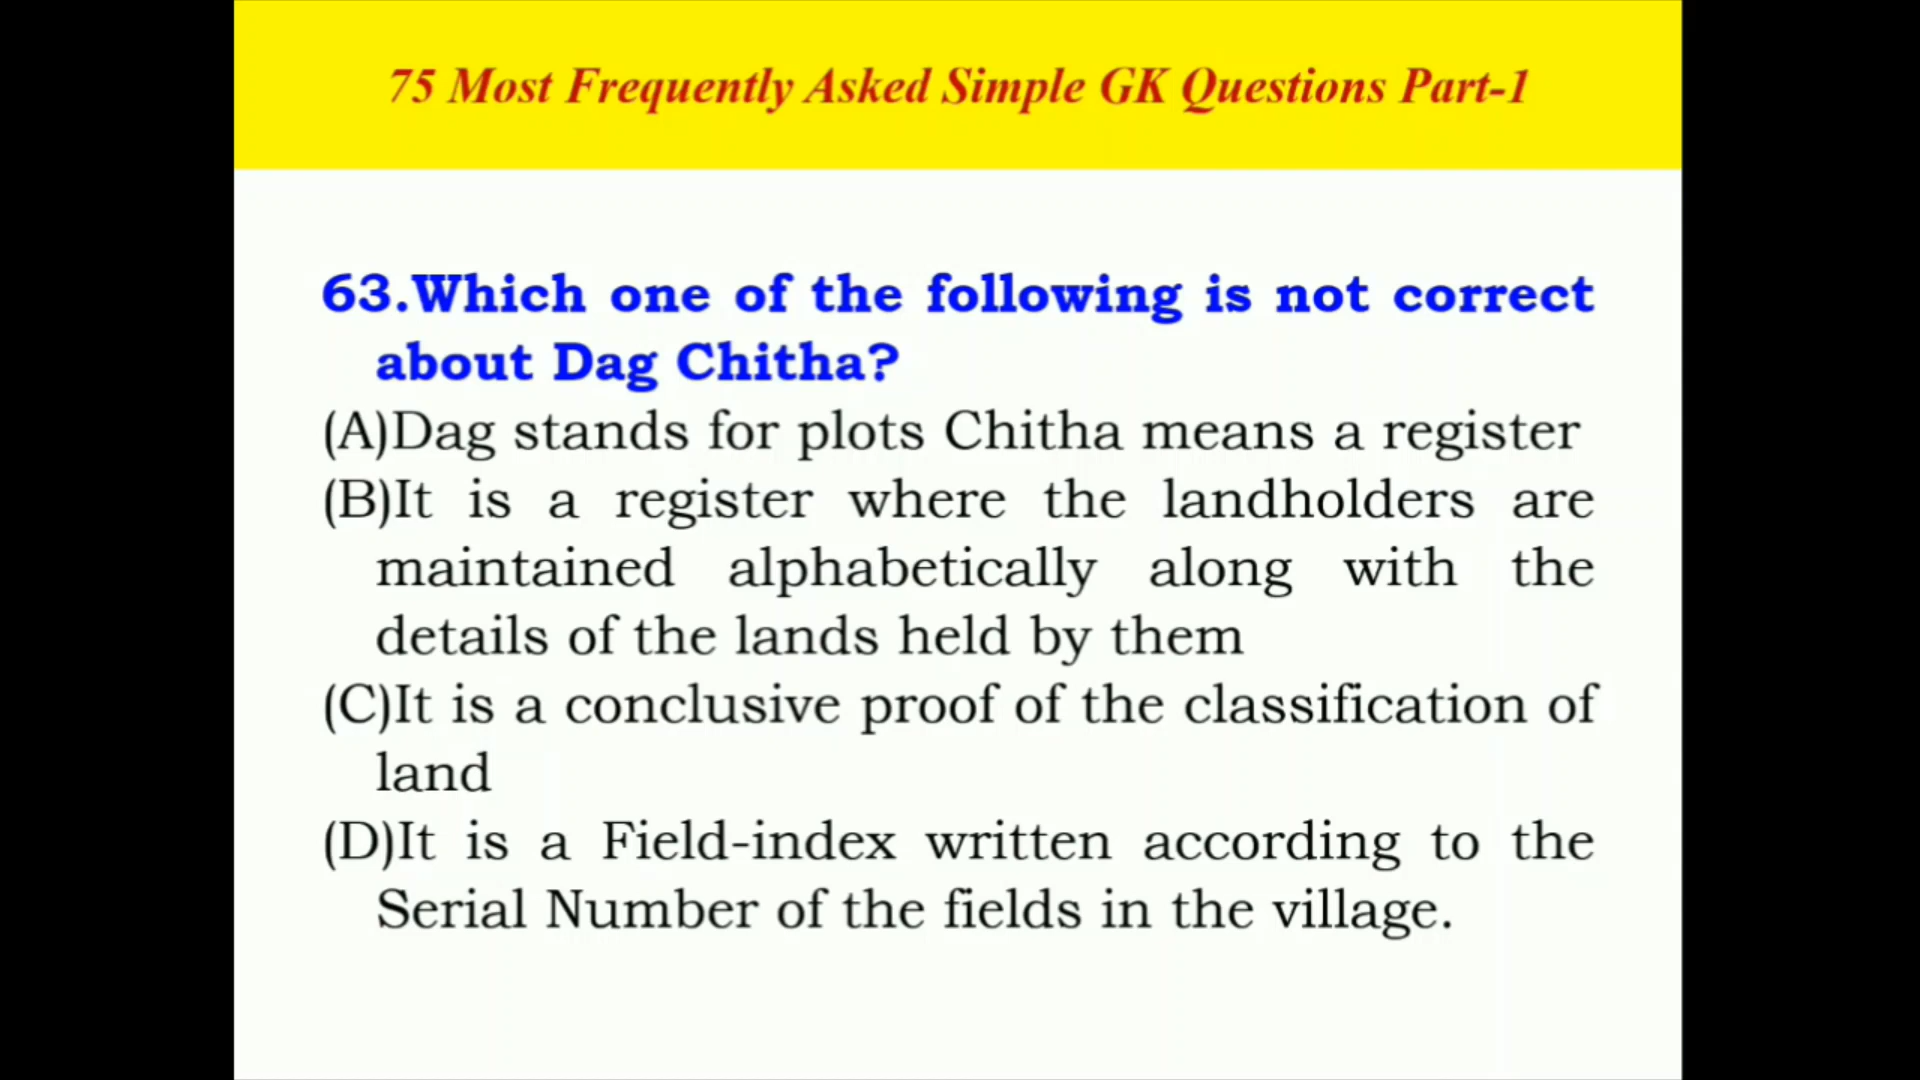 75 Most Frequently Asked Simple GK Questions Part-1
63.Which one of the following is not correct
about Dag Chitha?
(A)Dag stands for plots Chitha means a register
(B)It is a register where the landholders are
maintained alphabetically along with the
details of the lands held by them
(C)It is a conclusive proof of the classification of
land
(D)It is a Field-index written according to the
Serial Number of the fields in the village.